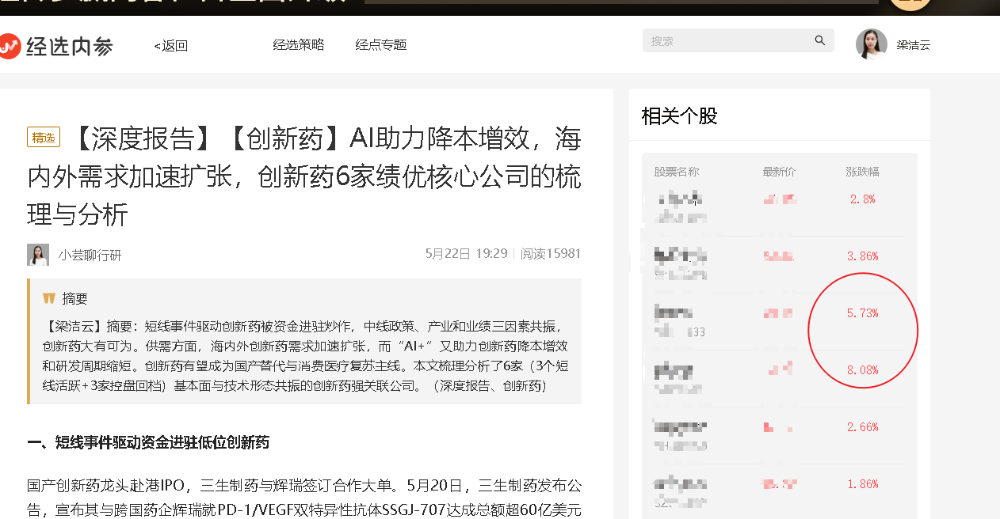 经选内参
<返回
经选策略
经点专题
搜索
梁洁云
精选
【深度报告】【创新药】AI助力降本增效，海
内外需求加速扩张，创新药6家绩优核心公司的梳
理与分析
小芸聊行研
5月22日 19:29 | 阅读15981
摘要
【梁洁云】摘要：短线事件驱动创新药被资金进驻炒作，中线政策、产业和业绩三因素共振，
创新药大有可为。供需方面，海内外创新药需求加速扩张，而“AI+”又助力创新药降本增效
和研发周期缩短。创新药有望成为国产替代与消费医疗复苏主线。本文梳理分析了6家（3个短
线活跃+3家控盘回档）基本面与技术形态共振的创新药强关联公司。（深度报告、创新药）
一、短线事件驱动资金进驻低位创新药
国产创新药龙头赴港IPO，三生制药与辉瑞签订合作大单。5月20日，三生制药发布公
告，宣布其与跨国药企辉瑞就PD-1/VEGF双特异性抗体SSGJ-707达成总额超60亿美元
相关个股
股票名称 最新价 涨跌幅
2.8%
3.86%
5.73%
33
8.08%
2.66%
1.86%